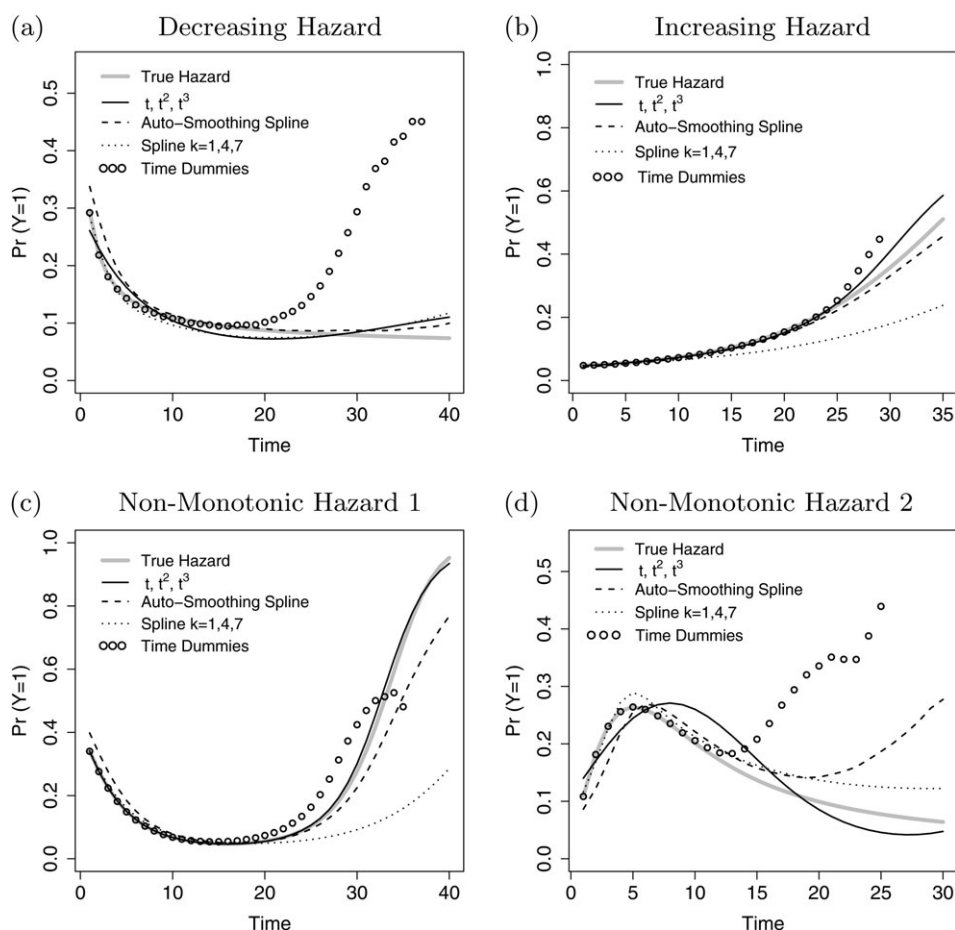 (a) Decreasing Hazard
True Hazard
t, t², t³
Auto−Smoothing Spline
Spline k=1,4,7
Time Dummies
Pr (Y=1)
0.5
0.4
0.3
0.2
0.1
0.0
0 10 20 30 40
Time
(b) Increasing Hazard
True Hazard
t, t², t³
Auto−Smoothing Spline
Spline k=1,4,7
Time Dummies
Pr (Y=1)
1.0
0.8
0.6
0.4
0.2
0.0
0 5 10 15 20 25 30 35
Time
(c) Non-Monotonic Hazard 1
True Hazard
t, t², t³
Auto−Smoothing Spline
Spline k=1,4,7
Time Dummies
Pr (Y=1)
1.0
0.8
0.6
0.4
0.2
0.0
0 10 20 30 40
Time
(d) Non-Monotonic Hazard 2
True Hazard
t, t², t³
Auto−Smoothing Spline
Spline k=1,4,7
Time Dummies
Pr (Y=1)
0.5
0.4
0.3
0.2
0.1
0.0
0 5 10 15 20 25 30
Time